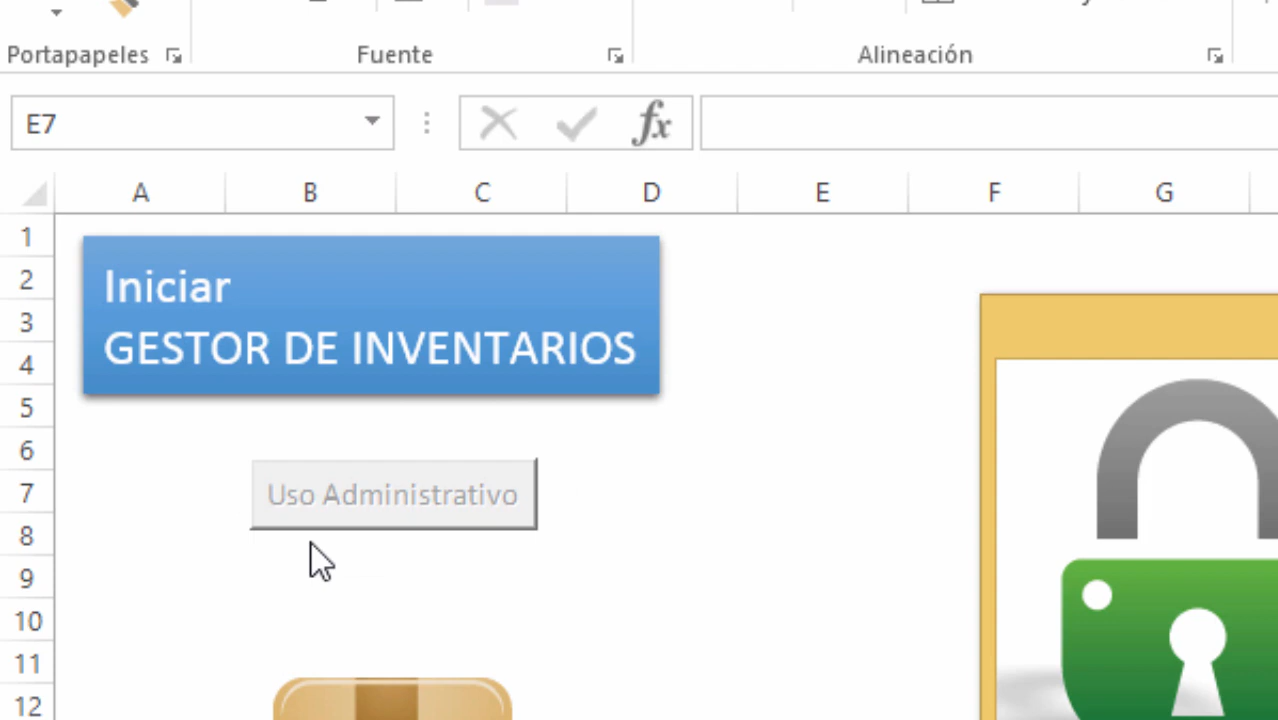 Portapapeles Fuente Alineación
E7 fx
A B C D E F G
1
Iniciar
2
3
GESTOR DE INVENTARIOS
4
5
6
7 Uso Administrativo
8
9
10
11
12